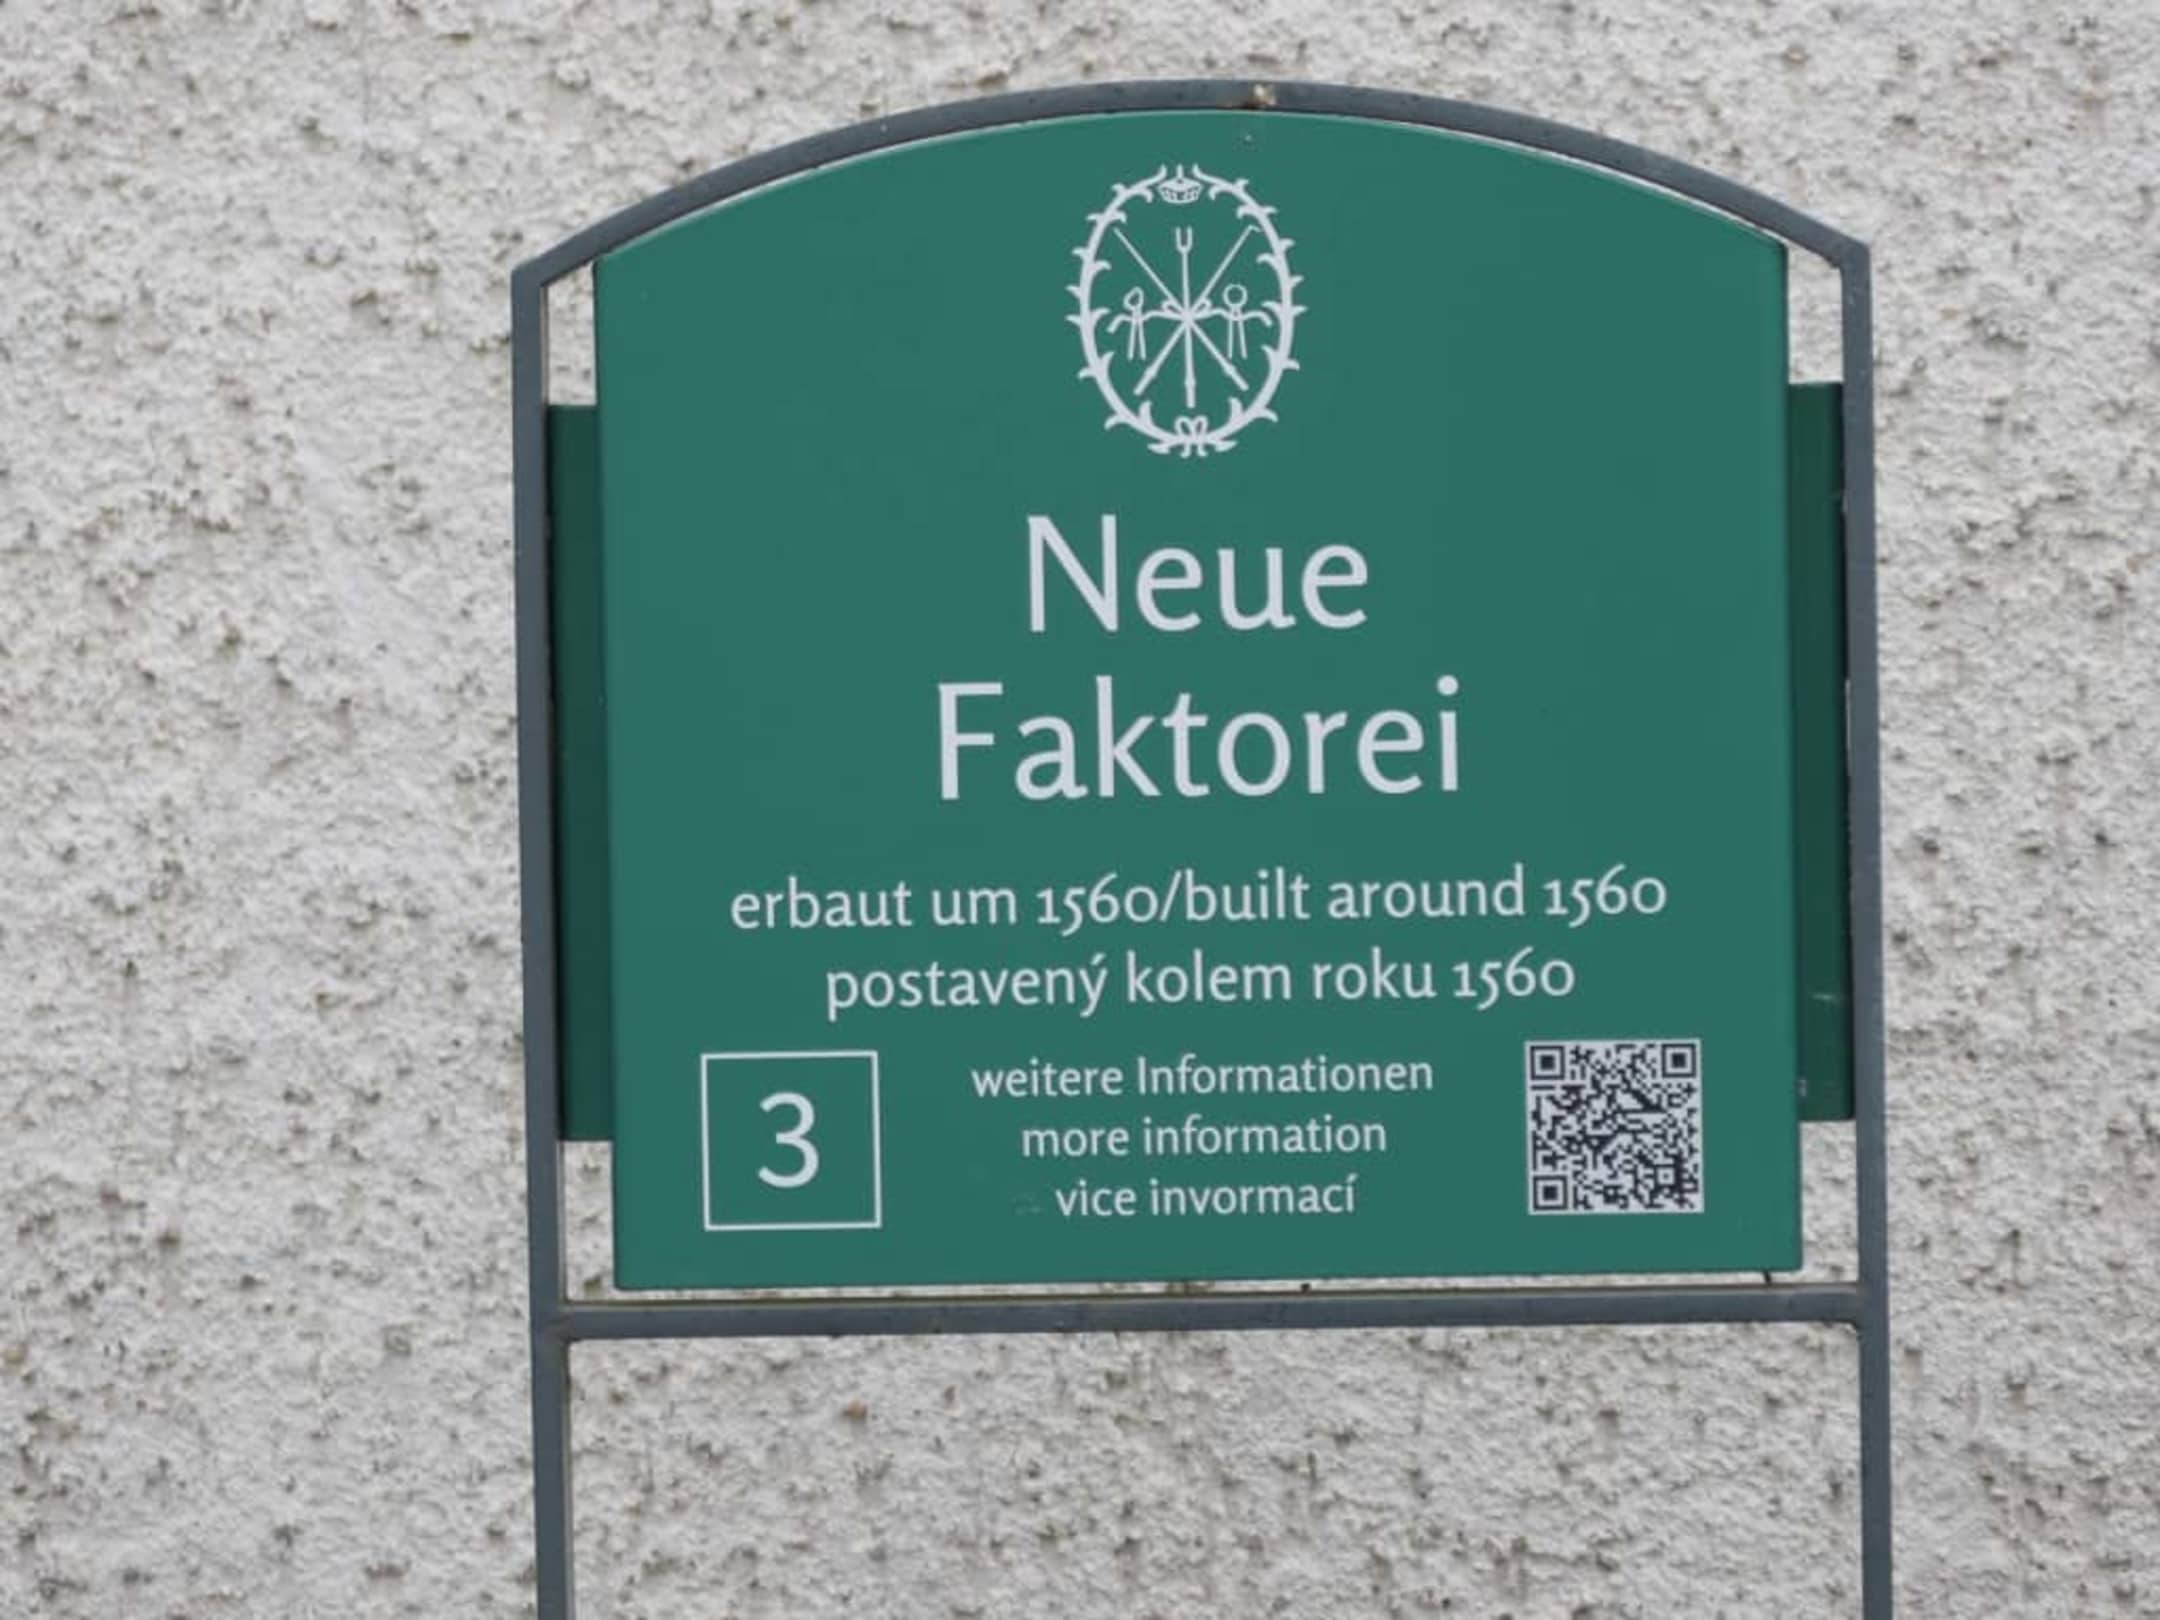 Neue
Faktorei
erbaut um 1560/built around 1560
postavený kolem roku 1560
3
weitere Informationen
more information
vice invormací